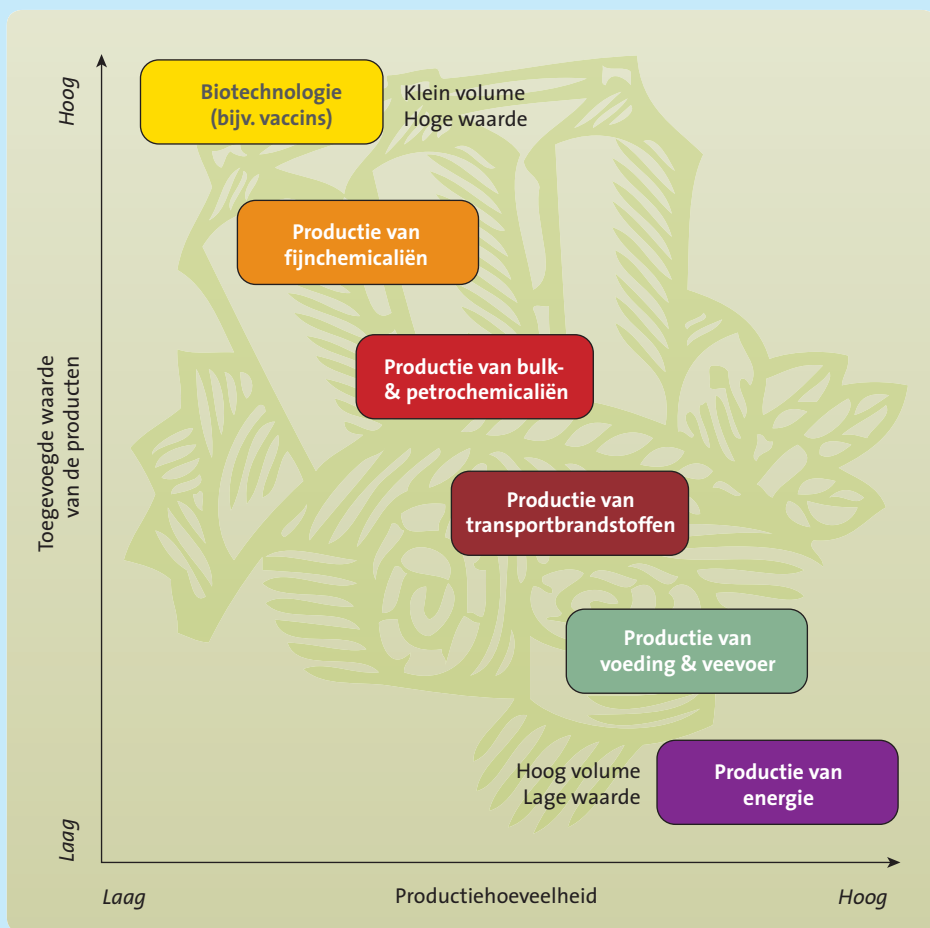 Hoog
Biotechnologie
(bijv. vaccins)
Klein volume
Hoge waarde
Productie van
fijnchemicaliën
Productie van bulk-
& petrochemicaliën
Toegevoegde waarde
van de producten
Productie van
transportbrandstoffen
Productie van
voeding & veevoer
Hoog volume
Lage waarde
Productie van
energie
Laag
Laag
Productiehoeveelheid
Hoog